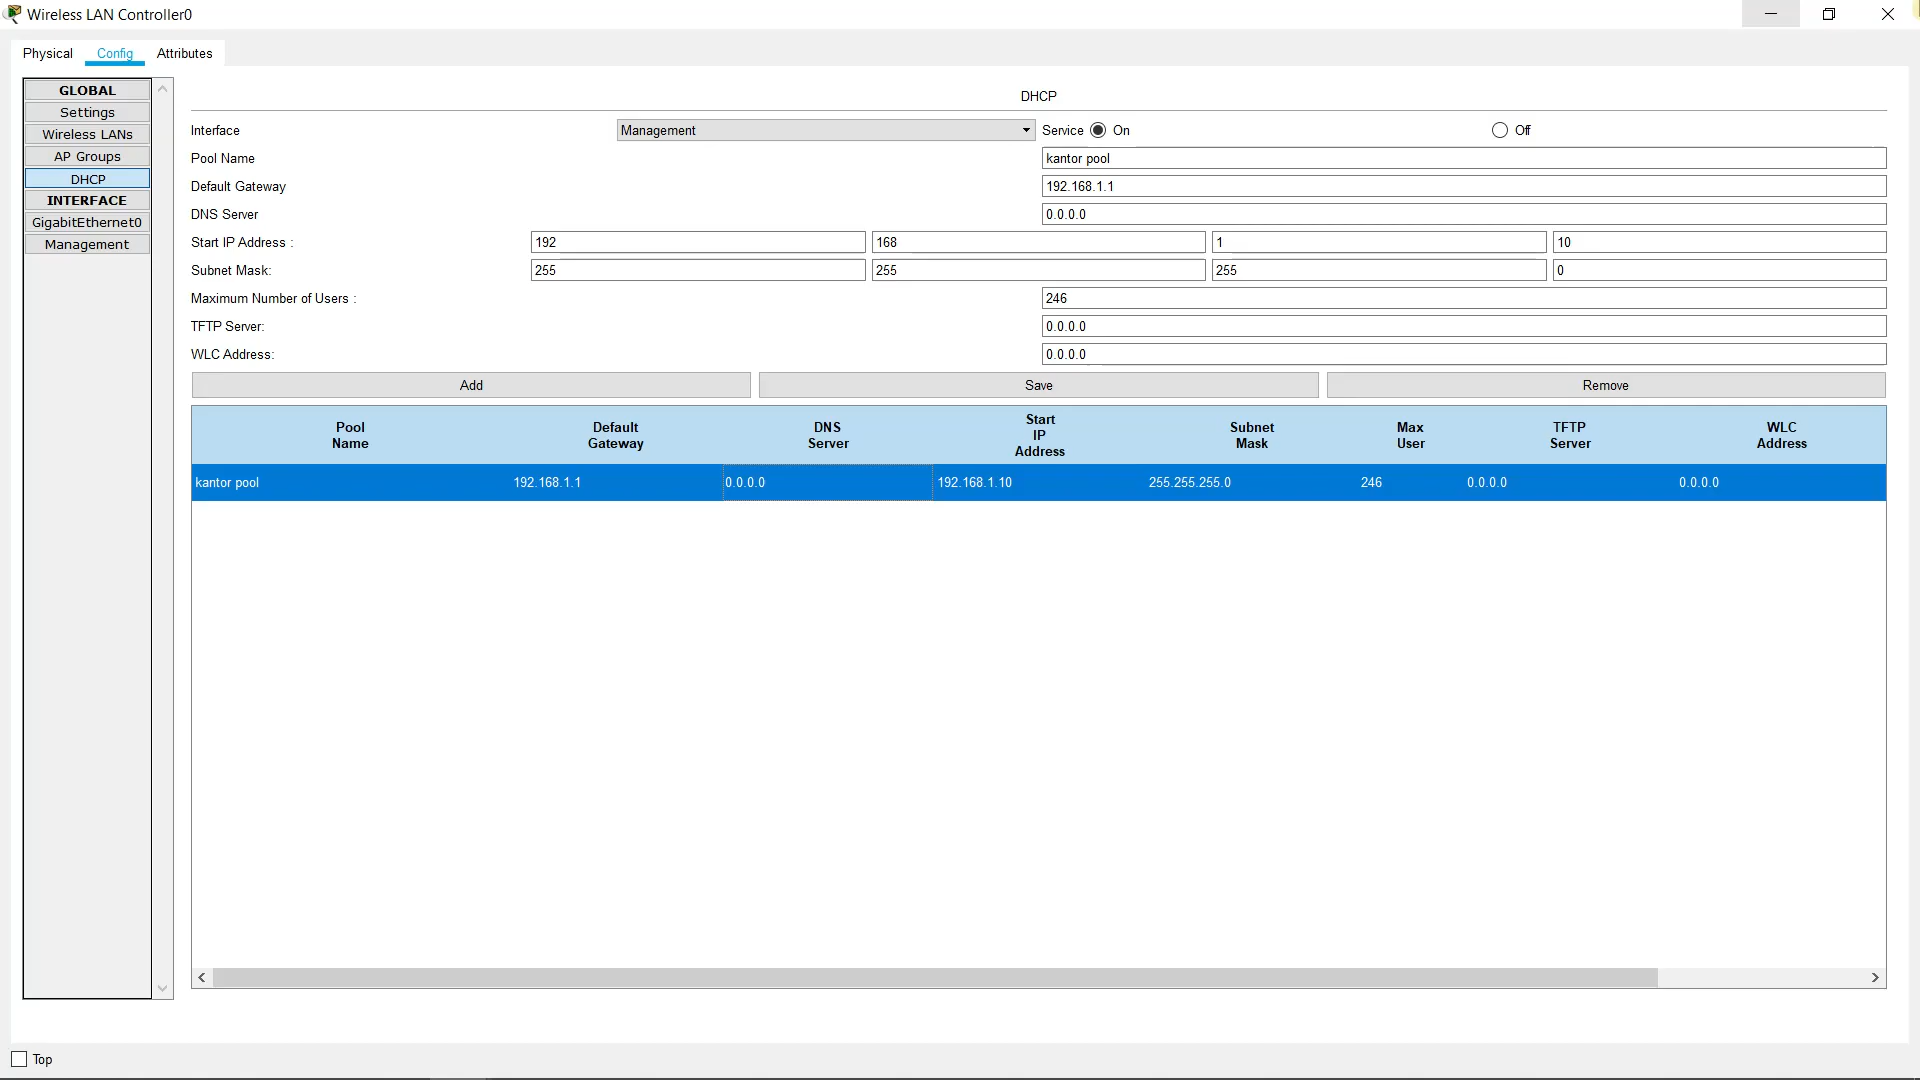 Wireless LAN Controller0
Physical Config Attributes
GLOBAL
Settings
Wireless LANs
AP Groups
DHCP
INTERFACE
GigabitEthernet0
Management
DHCP
Interface Management Service On Off
Pool Name kantor pool
Default Gateway 192.168.1.1
DNS Server 0.0.0.0
Start IP Address : 192 168 1 10
Subnet Mask: 255 255 255 0
Maximum Number of Users : 246
TFTP Server: 0.0.0.0
WLC Address: 0.0.0.0
Add Save Remove
Pool Name Default Gateway DNS Server Start IP Address Subnet Mask Max User TFTP Server WLC Address
kantor pool 192.168.1.1 0.0.0.0 192.168.1.10 255.255.255.0 246 0.0.0.0 0.0.0.0
Top